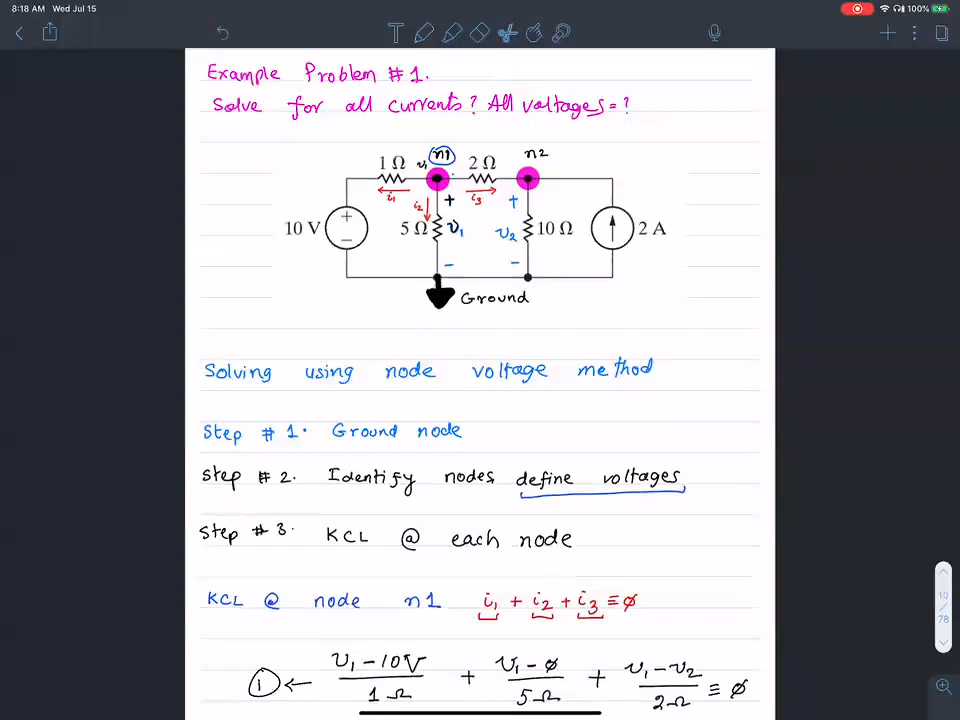 8:18 AM Wed Jul 15
100%
Example Problem #1.
Solve for all currents? All voltages=?
1 Ω v₁ n1 2 Ω n2
i₁ i₂ i₃
+ +
10 V + − 5 Ω v₁ v₂ 10 Ω 2 A
− −
Ground
Solving using node voltage method
Step #1. Ground node
Step #2. Identify nodes, define voltages
Step #3. KCL @ each node
KCL @ node n1 i₁ + i₂ + i₃ ≡ ∅
① ← (v₁ − 10V)/1Ω + (v₁ − ∅)/5Ω + (v₁ − v₂)/2Ω ≡ ∅
10 / 78